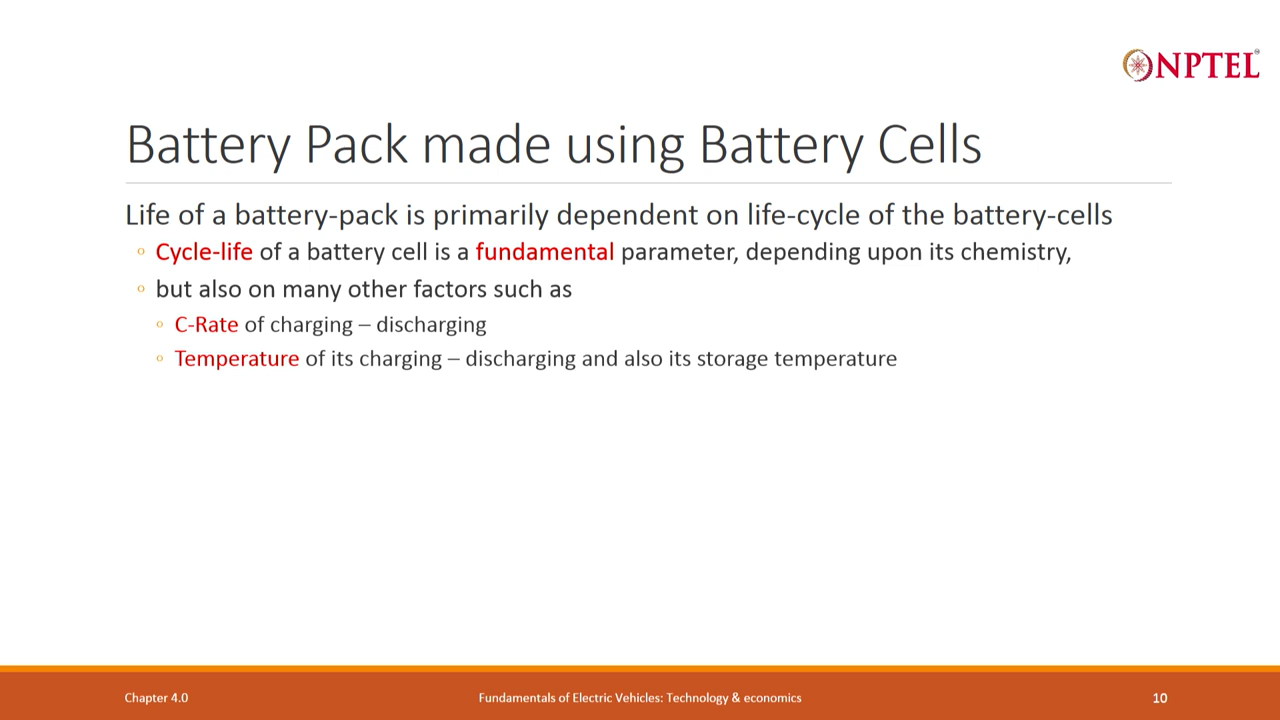 NPTEL
Battery Pack made using Battery Cells
Life of a battery-pack is primarily dependent on life-cycle of the battery-cells
Cycle-life of a battery cell is a fundamental parameter, depending upon its chemistry,
but also on many other factors such as
C-Rate of charging – discharging
Temperature of its charging – discharging and also its storage temperature
Chapter 4.0
Fundamentals of Electric Vehicles: Technology & economics
10